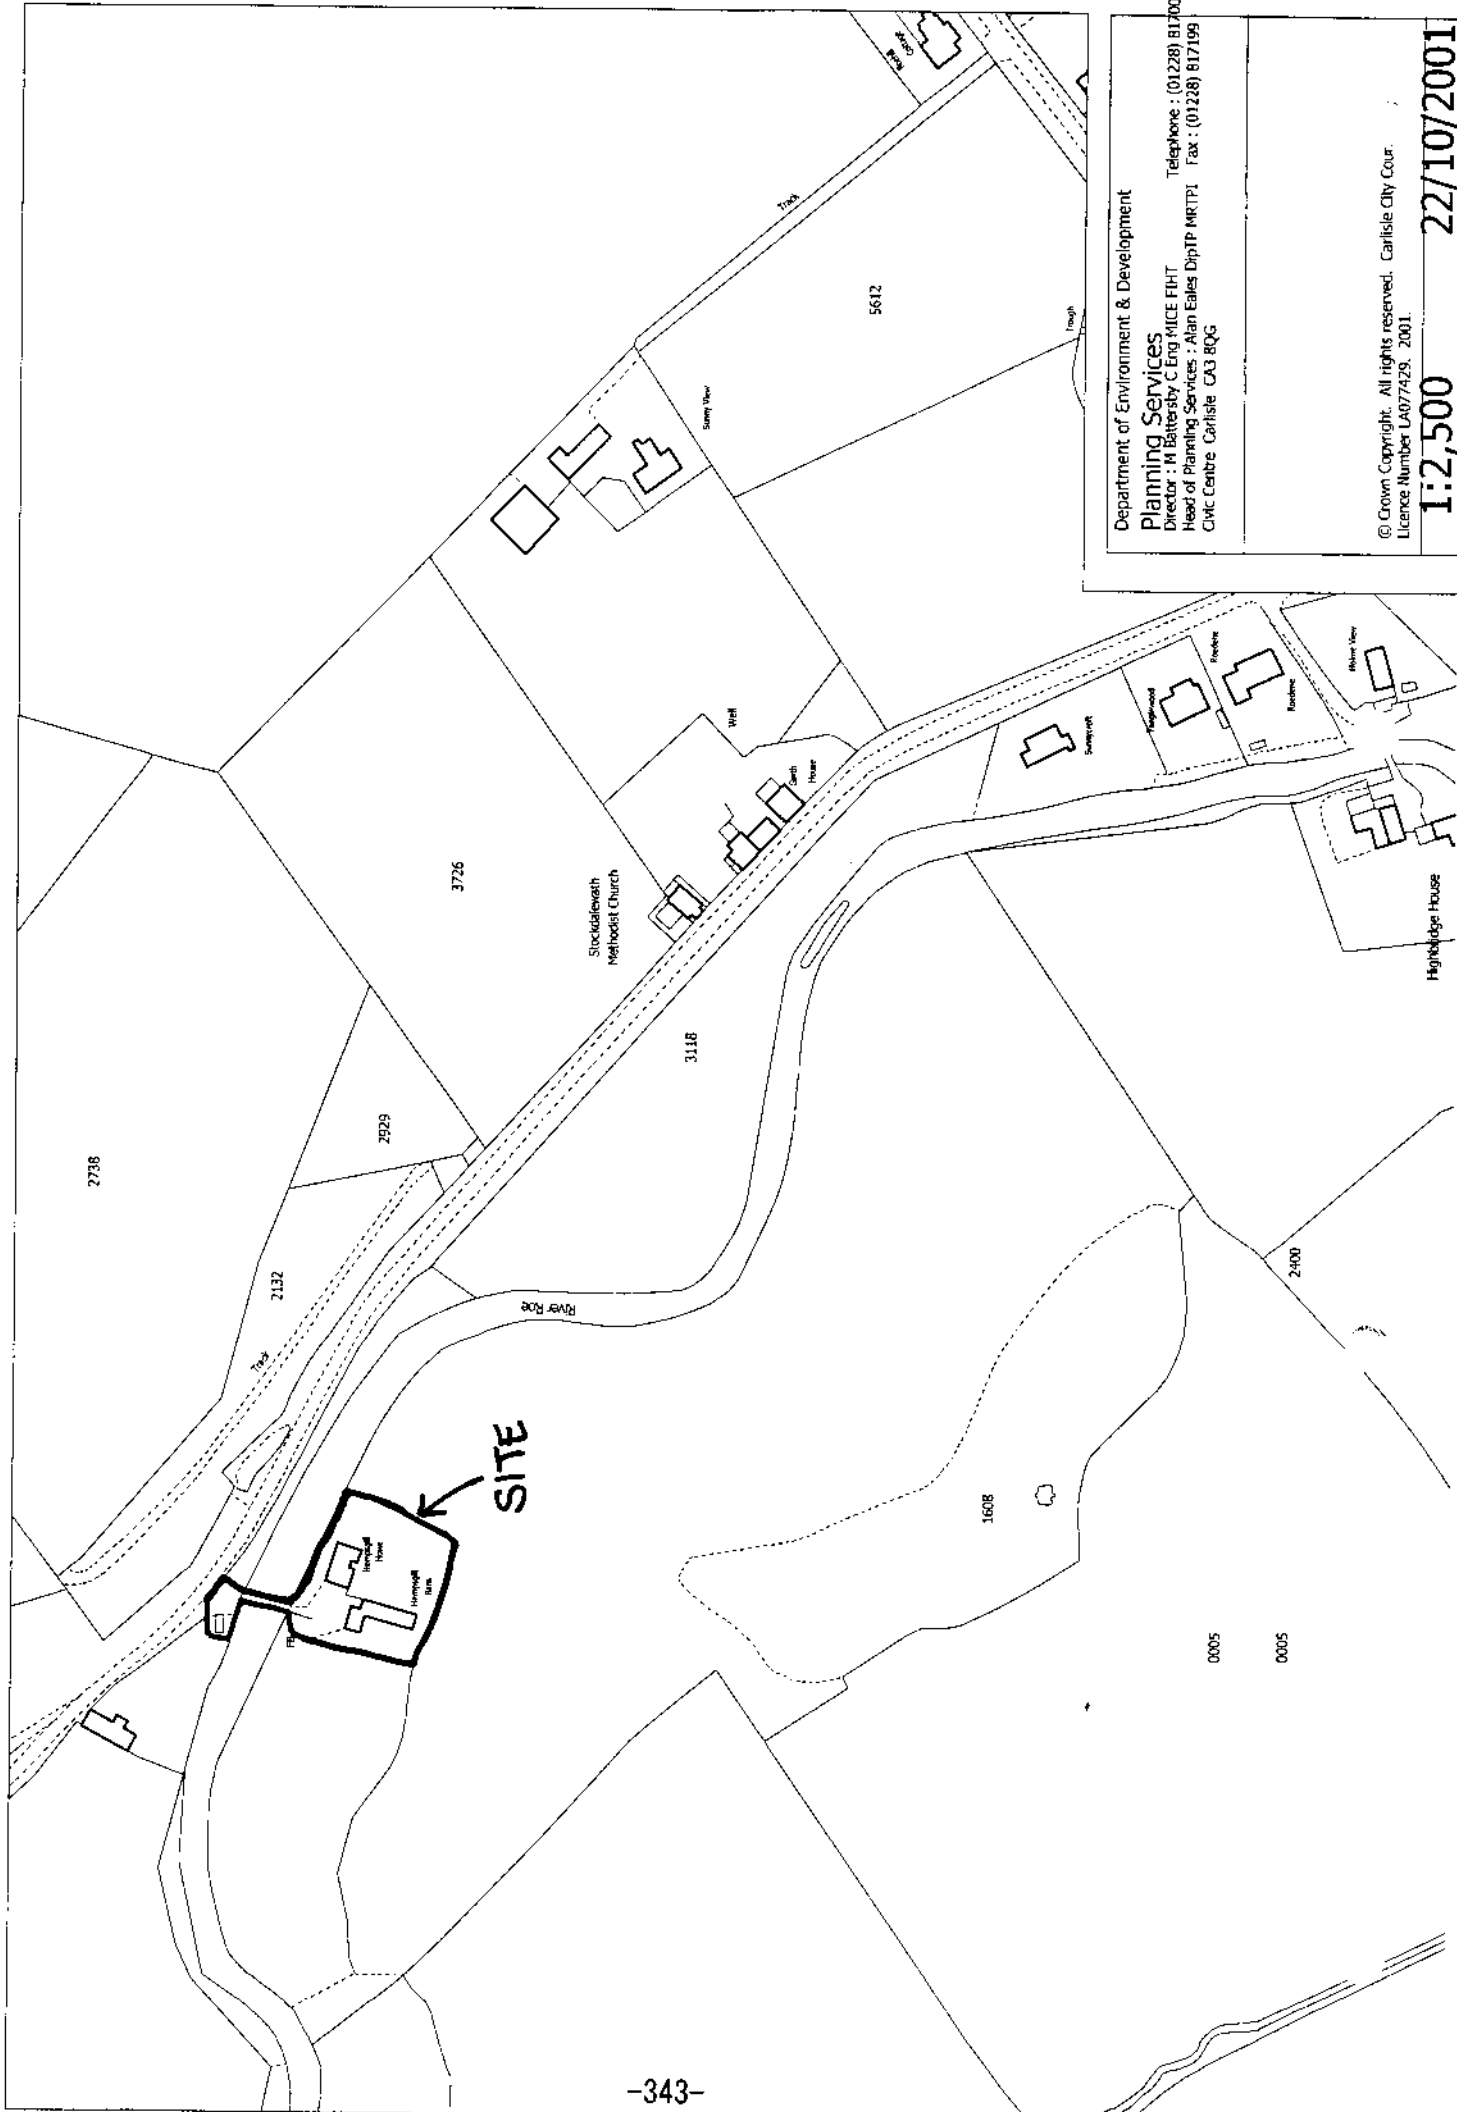 Department of Environment & Development
Planning Services
Director : M Battersby C Eng MICE FIHT
Telephone : (01228) 81700
Head of Planning Services : Alan Eales DipTP MRTPI
Fax : (01228) 817199
Civic Centre Carlisle CA3 8QG
© Crown Copyright. All rights reserved. Carlisle City Cour.
Licence Number LA077429. 2001.
1:2,500
22/10/2001
Cottage
Track
5612
Trough
Sunny View
Well
Garth
House
Stockdalewath
Methodist Church
3726
2738
2929
2132
Track
3118
River Roe
Sunnycroft
Tanglewood
Roedene
Roedene
Holme View
Highbridge House
2400
1608
0005
0005
SITE
FB
-343-